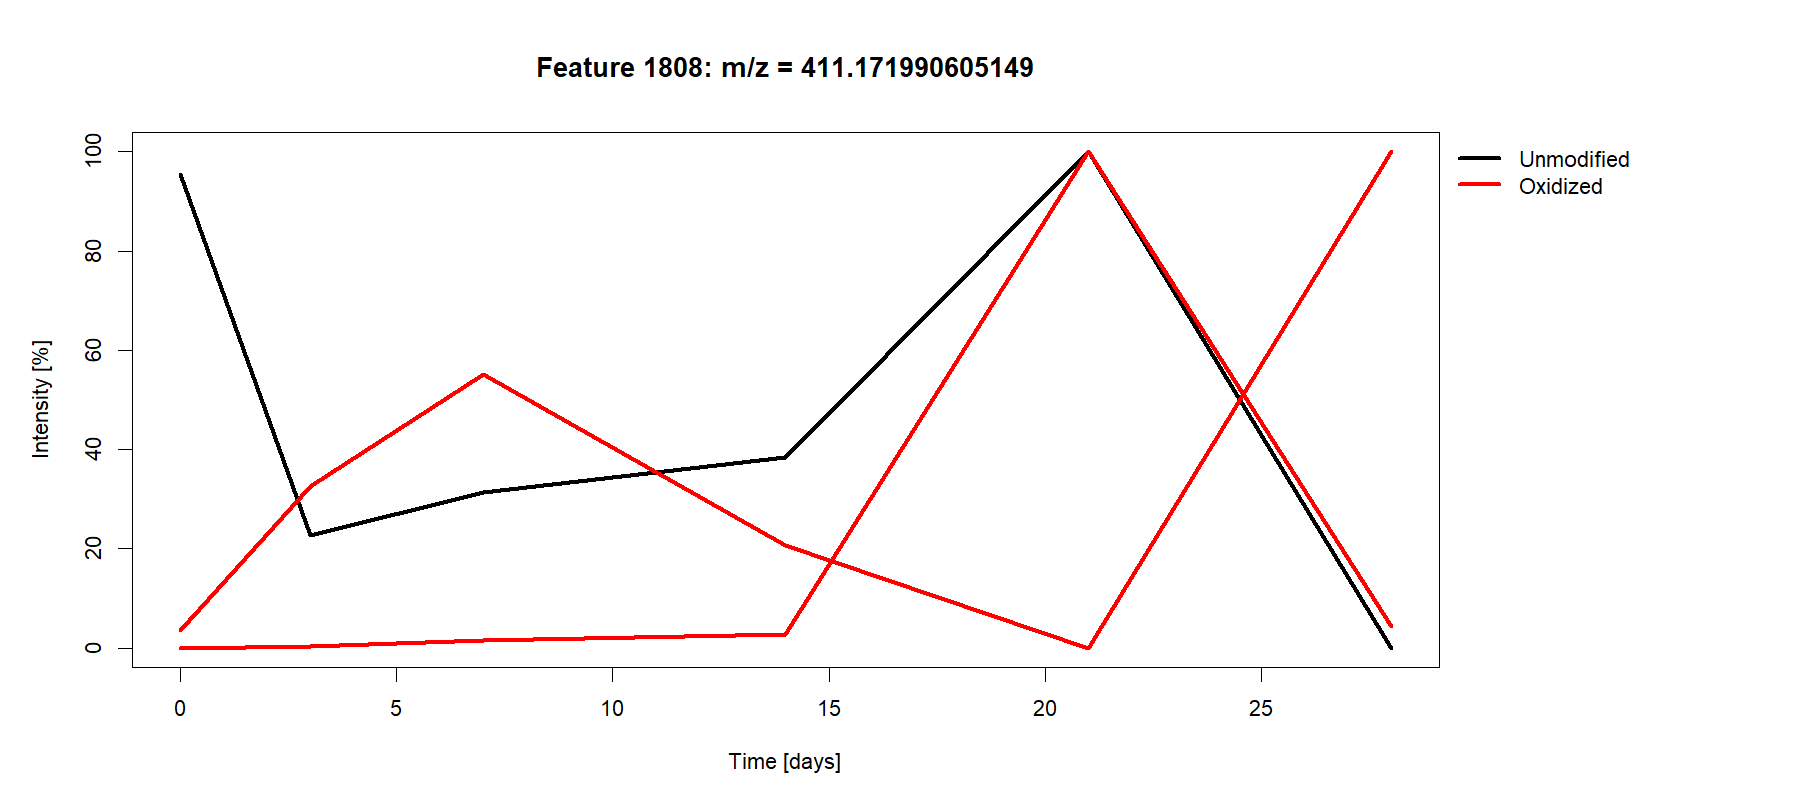 Feature 1808: m/z = 411.171990605149
Unmodified
Oxidized
100
80
60
40
20
0
Intensity [%]
0 5 10 15 20 25
Time [days]